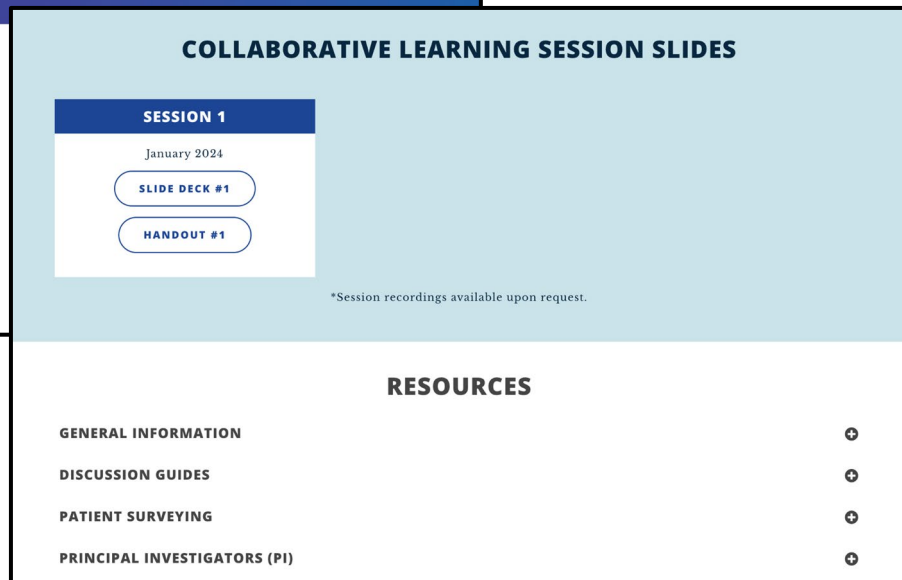 COLLABORATIVE LEARNING SESSION SLIDES
SESSION 1
January 2024
SLIDE DECK #1
HANDOUT #1
*Session recordings available upon request.
RESOURCES
GENERAL INFORMATION
DISCUSSION GUIDES
PATIENT SURVEYING
PRINCIPAL INVESTIGATORS (PI)